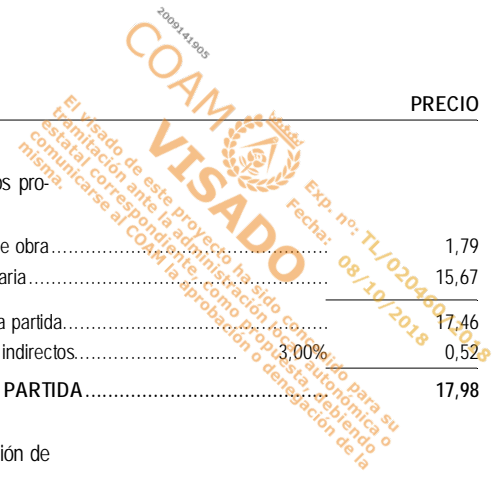 2009141905
COAM
VISADO
Exp. nº: TL/020460/2018
Fecha: 08/10/2018
El visado de este proyecto ha sido concedido para su
tramitación ante la administración local, autonómica o
estatal correspondiente, como propuesta, debiendo
comunicarse al COAM la aprobación o denegación de la
misma.
PRECIO
os pro-
e obra.................................................. 1,79
aria...................................................... 15,67
a partida................................................ 17,46
indirectos............................... 3,00% 0,52
PARTIDA........................................ 17,98
ión de